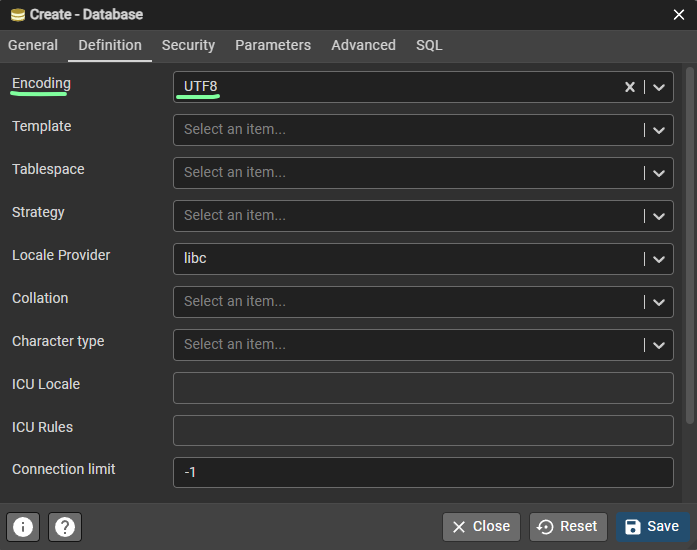 Create - Database
General Definition Security Parameters Advanced SQL
Encoding UTF8
Template Select an item...
Tablespace Select an item...
Strategy Select an item...
Locale Provider libc
Collation Select an item...
Character type Select an item...
ICU Locale
ICU Rules
Connection limit -1
Close Reset Save